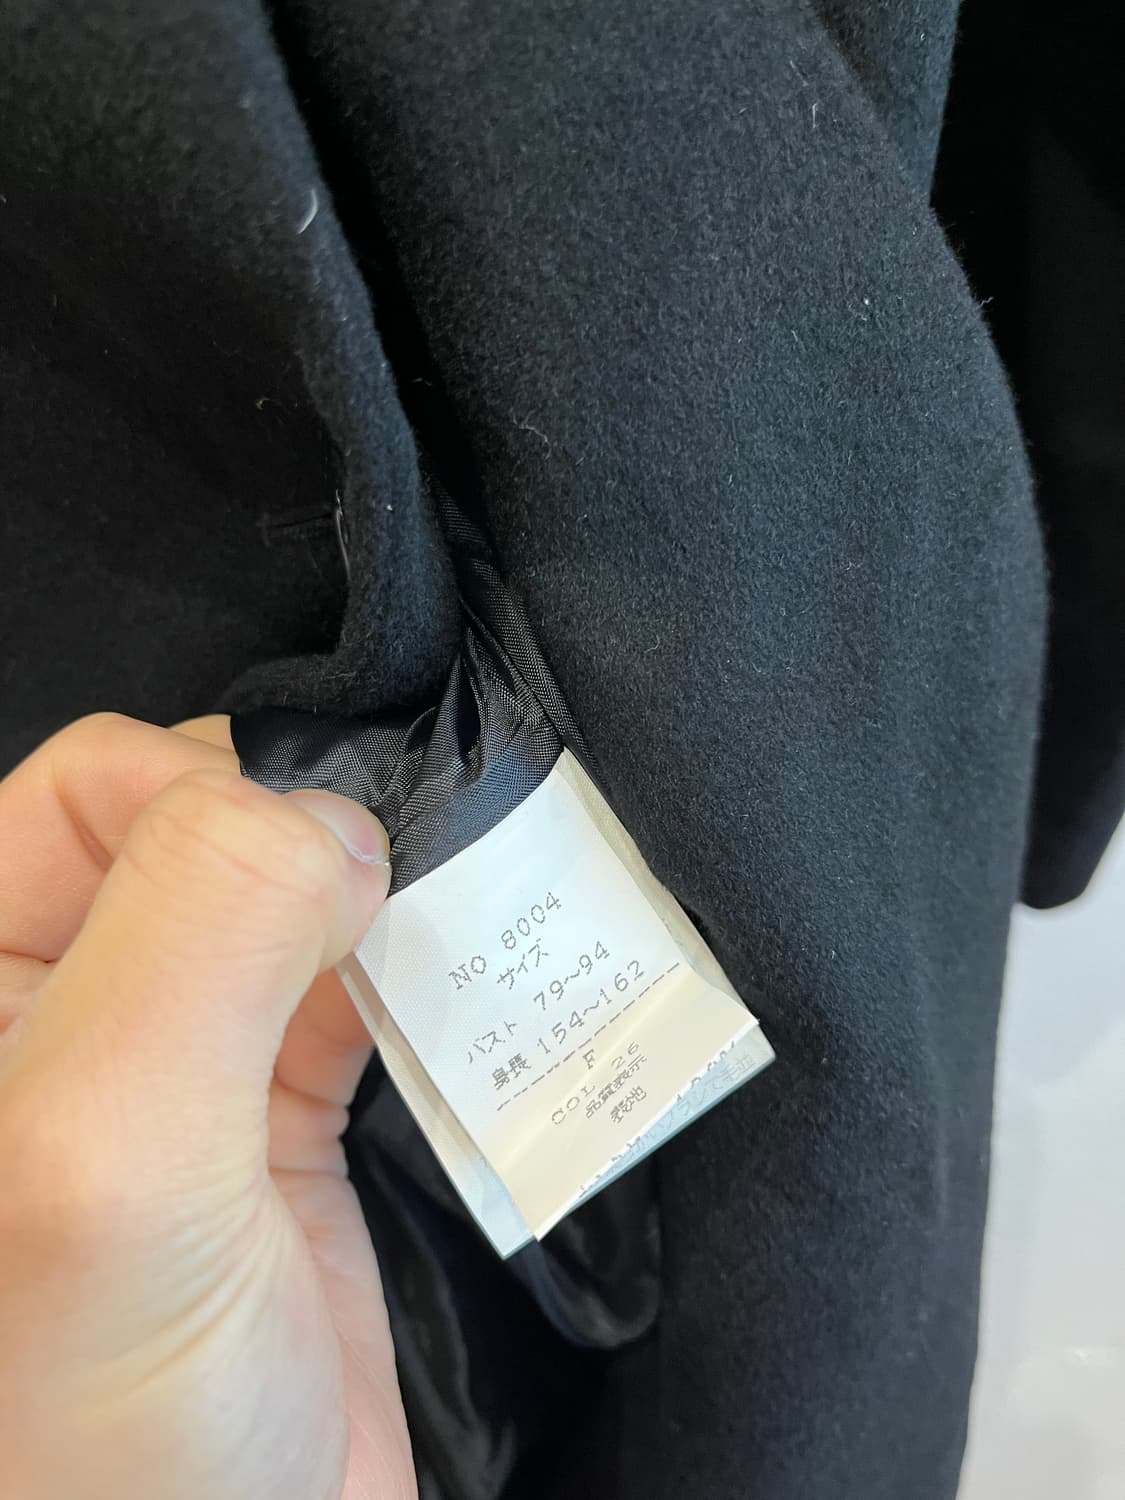 NO 8004
サイズ
バスト 79~94
身長 154~162
F
COL 26
品質表示
表地